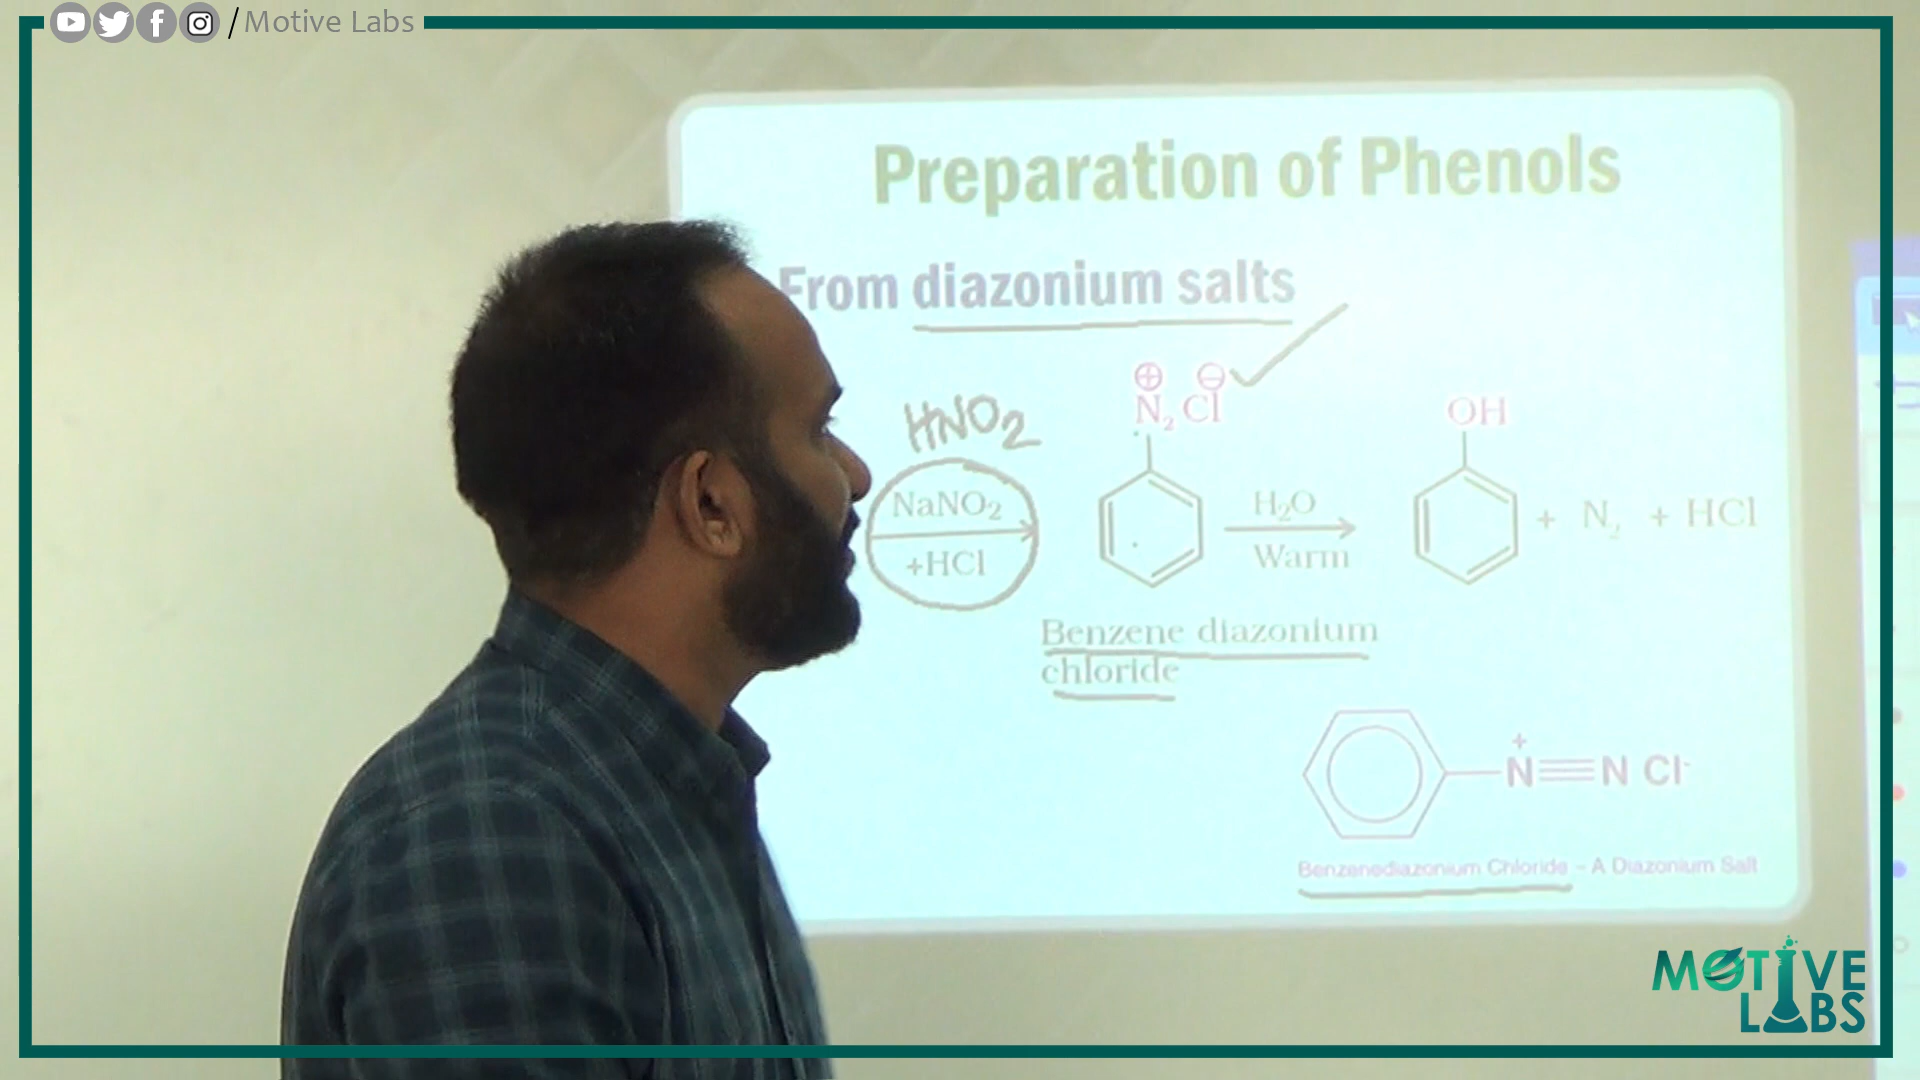 /Motive Labs
Preparation of Phenols
From diazonium salts
⊕ ⊖
N₂ Cl
HNO₂
OH
NaNO₂
+HCl
H₂O
Warm
+ N₂ + HCl
Benzene diazonium
chloride
+
N≡N Cl⁻
Benzenediazonium Chloride – A Diazonium Salt
MOTIVE
LABS